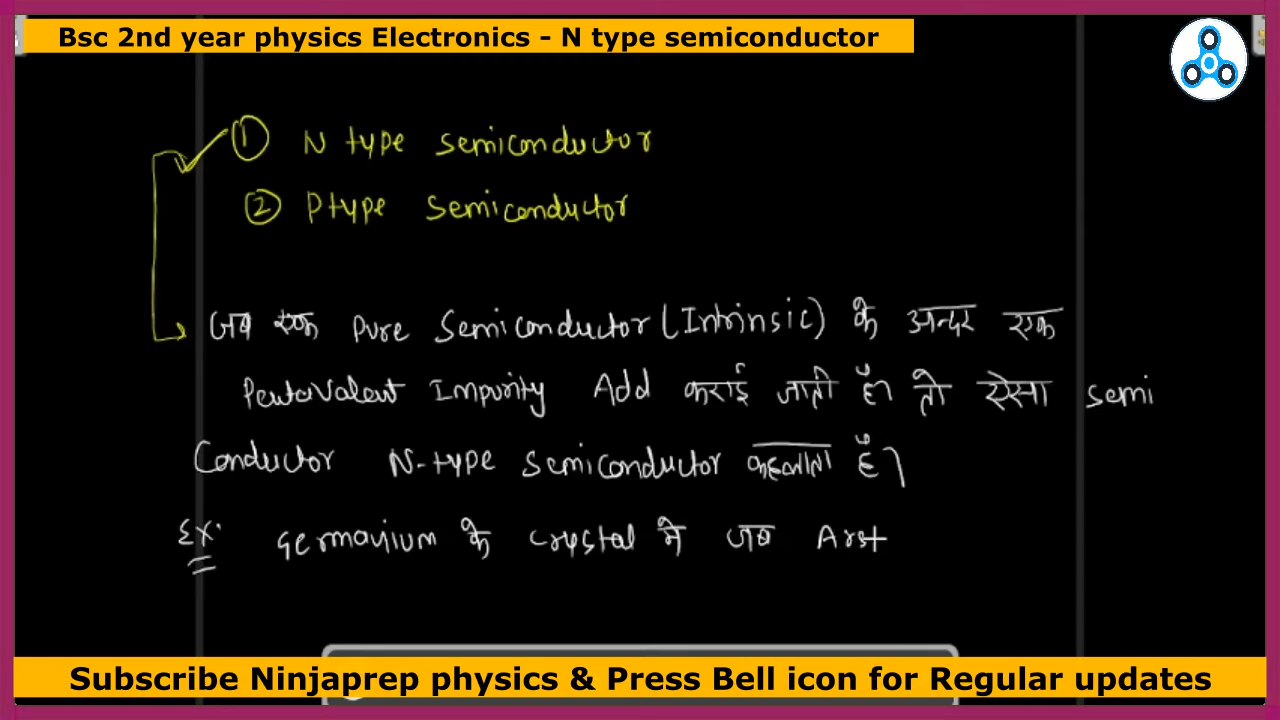 Bsc 2nd year physics Electronics - N type semiconductor
① N type semiconductor
② P type semiconductor
जब एक Pure Semiconductor (Intrinsic) के अन्दर एक
Pentavalent Impurity Add कराई जाती है। तो ऐसा semi
Conductor N-type semiconductor कहलाता है।
Ex: Germanium के crystal में जब Arst
Subscribe Ninjaprep physics & Press Bell icon for Regular updates